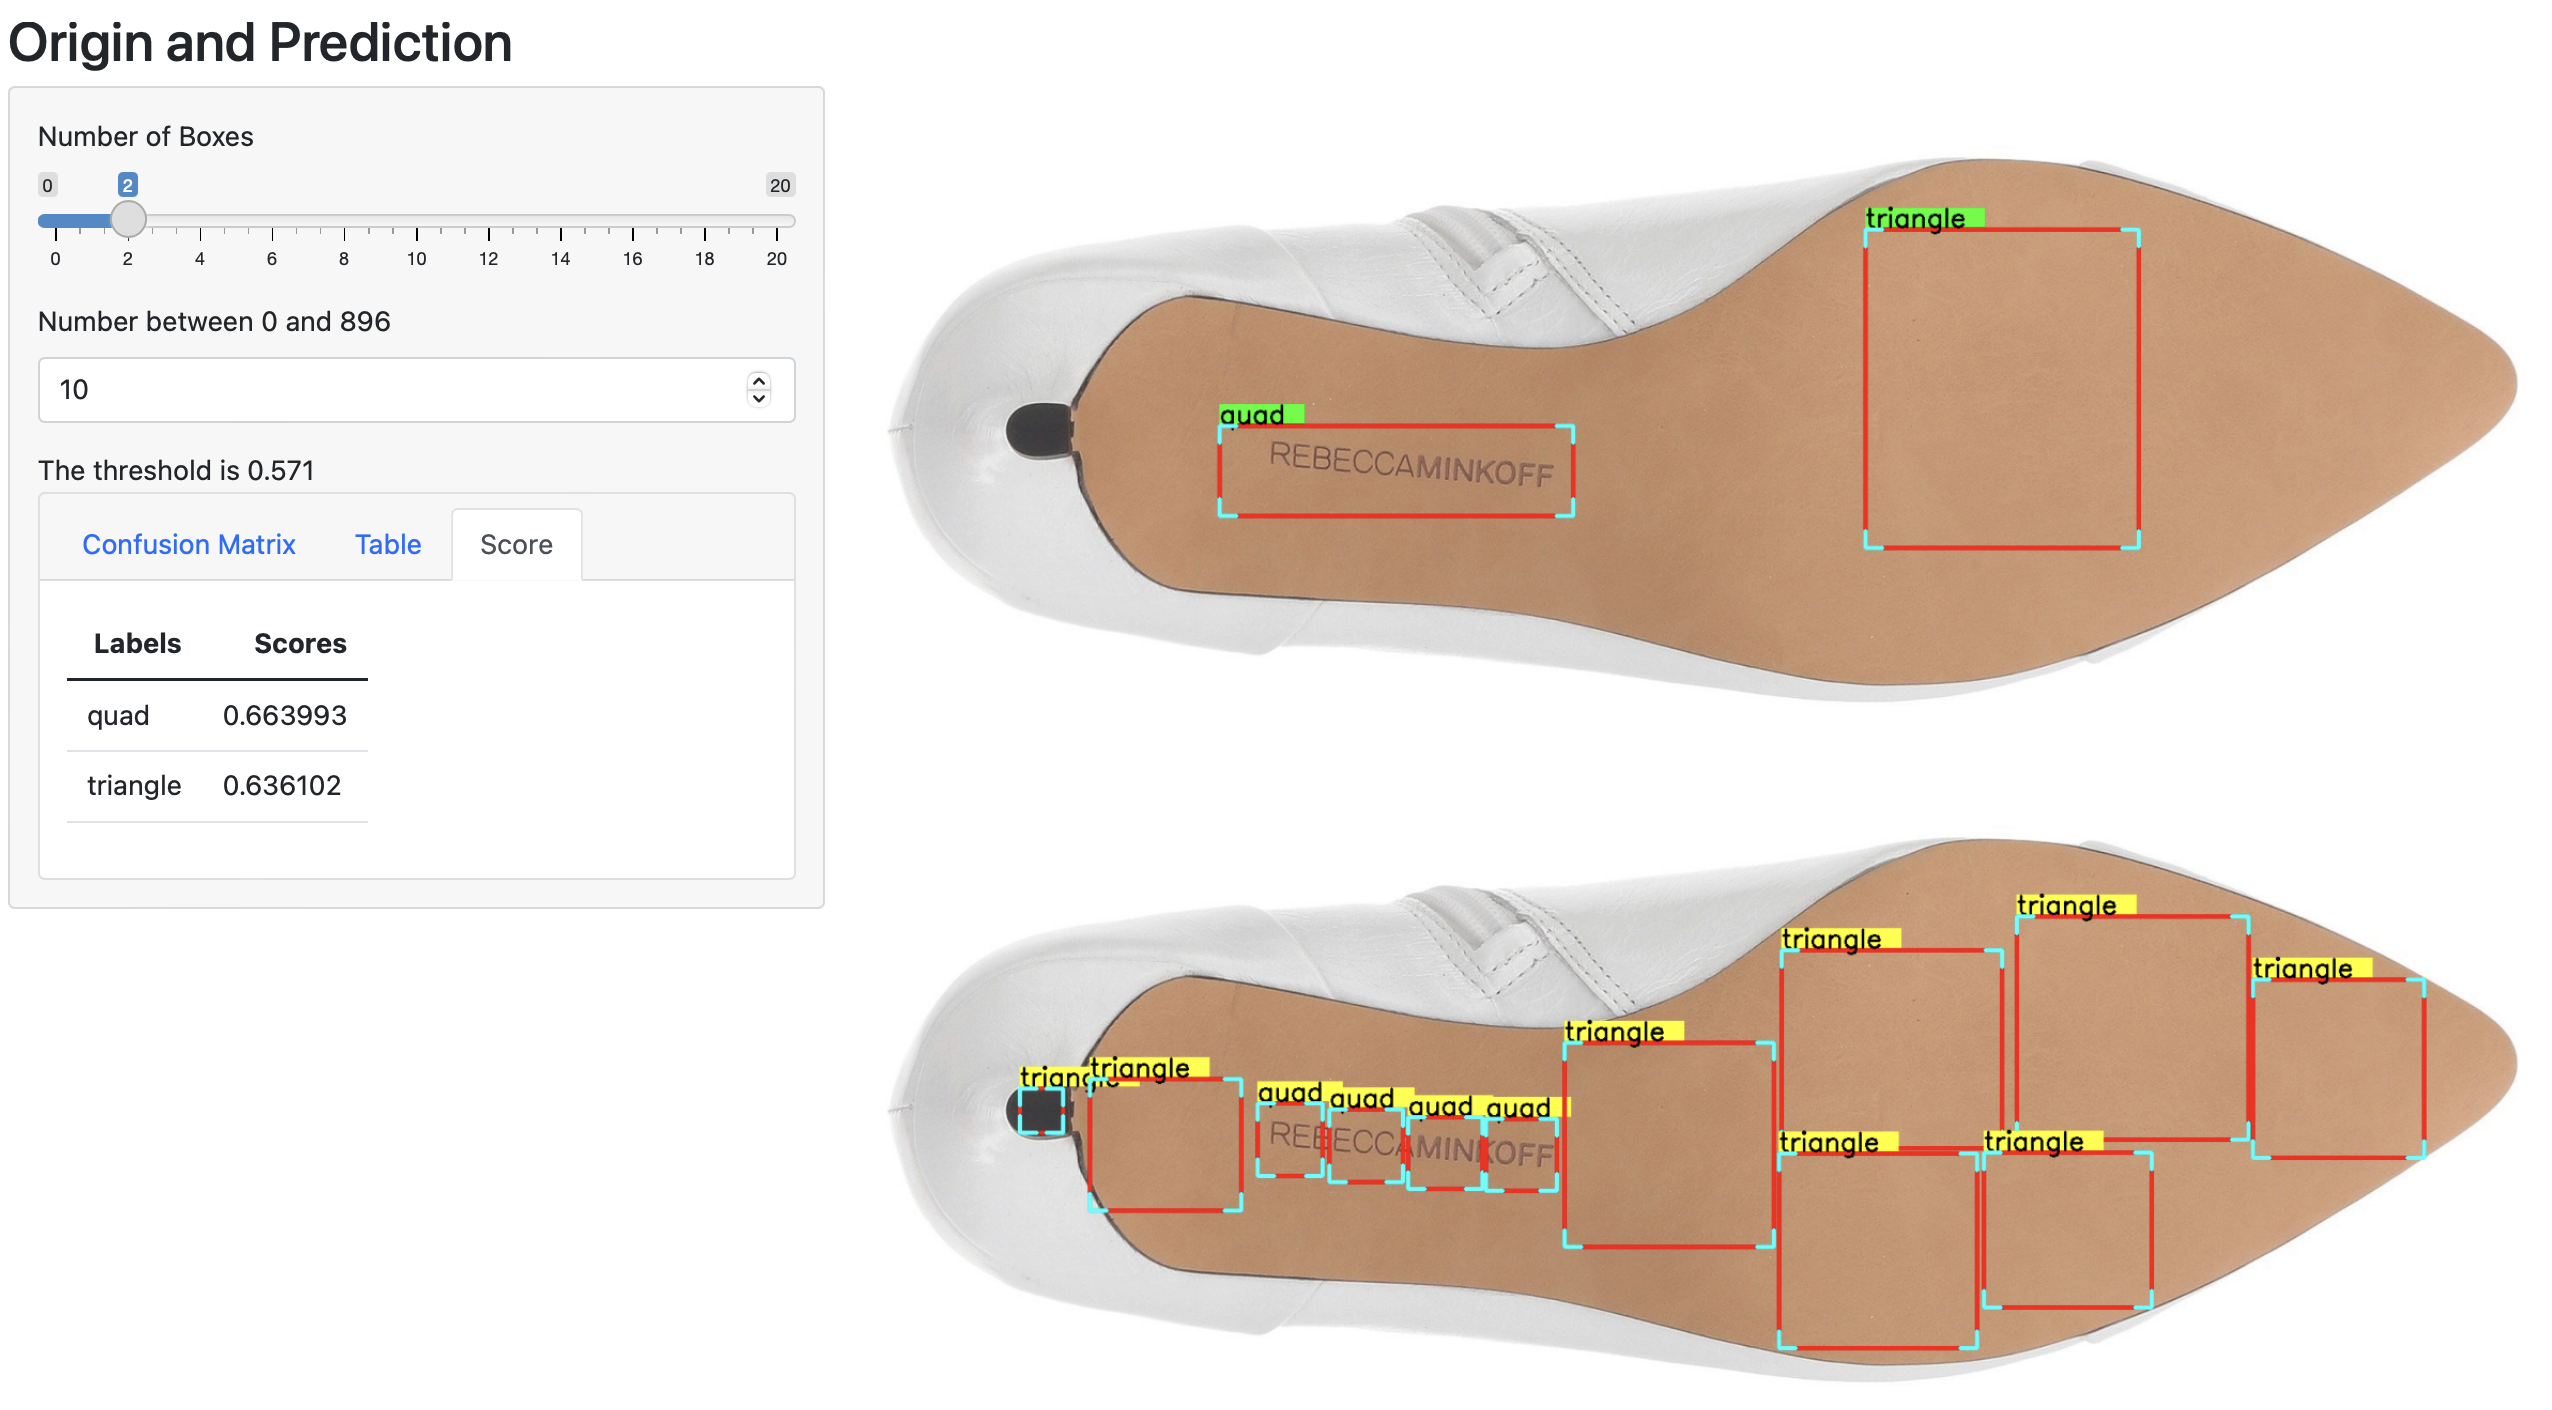 Origin and Prediction
Number of Boxes
0 2 20
0 2 4 6 8 10 12 14 16 18 20
Number between 0 and 896
10
The threshold is 0.571
Confusion Matrix Table Score
Labels Scores
quad 0.663993
triangle 0.636102
triangle
quad
REBECCAMINKOFF
triangle
triangle
triangle
triangle
triangle
triangle
quad
quad
quad
quad
REBECCAMINKOFF
triangle
triangle